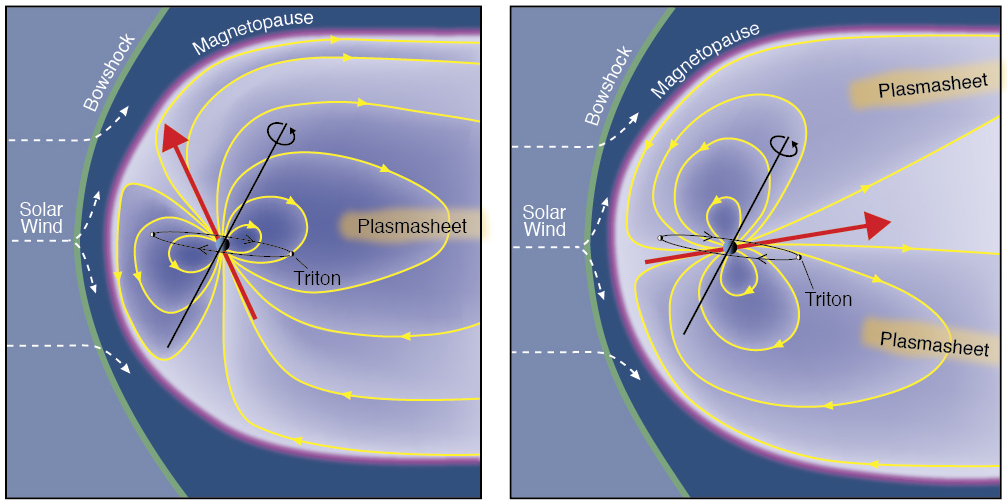 Magnetopause
Bowshock
Solar
Wind
Plasmasheet
Triton
Magnetopause
Bowshock
Plasmasheet
Solar
Wind
Triton
Plasmasheet